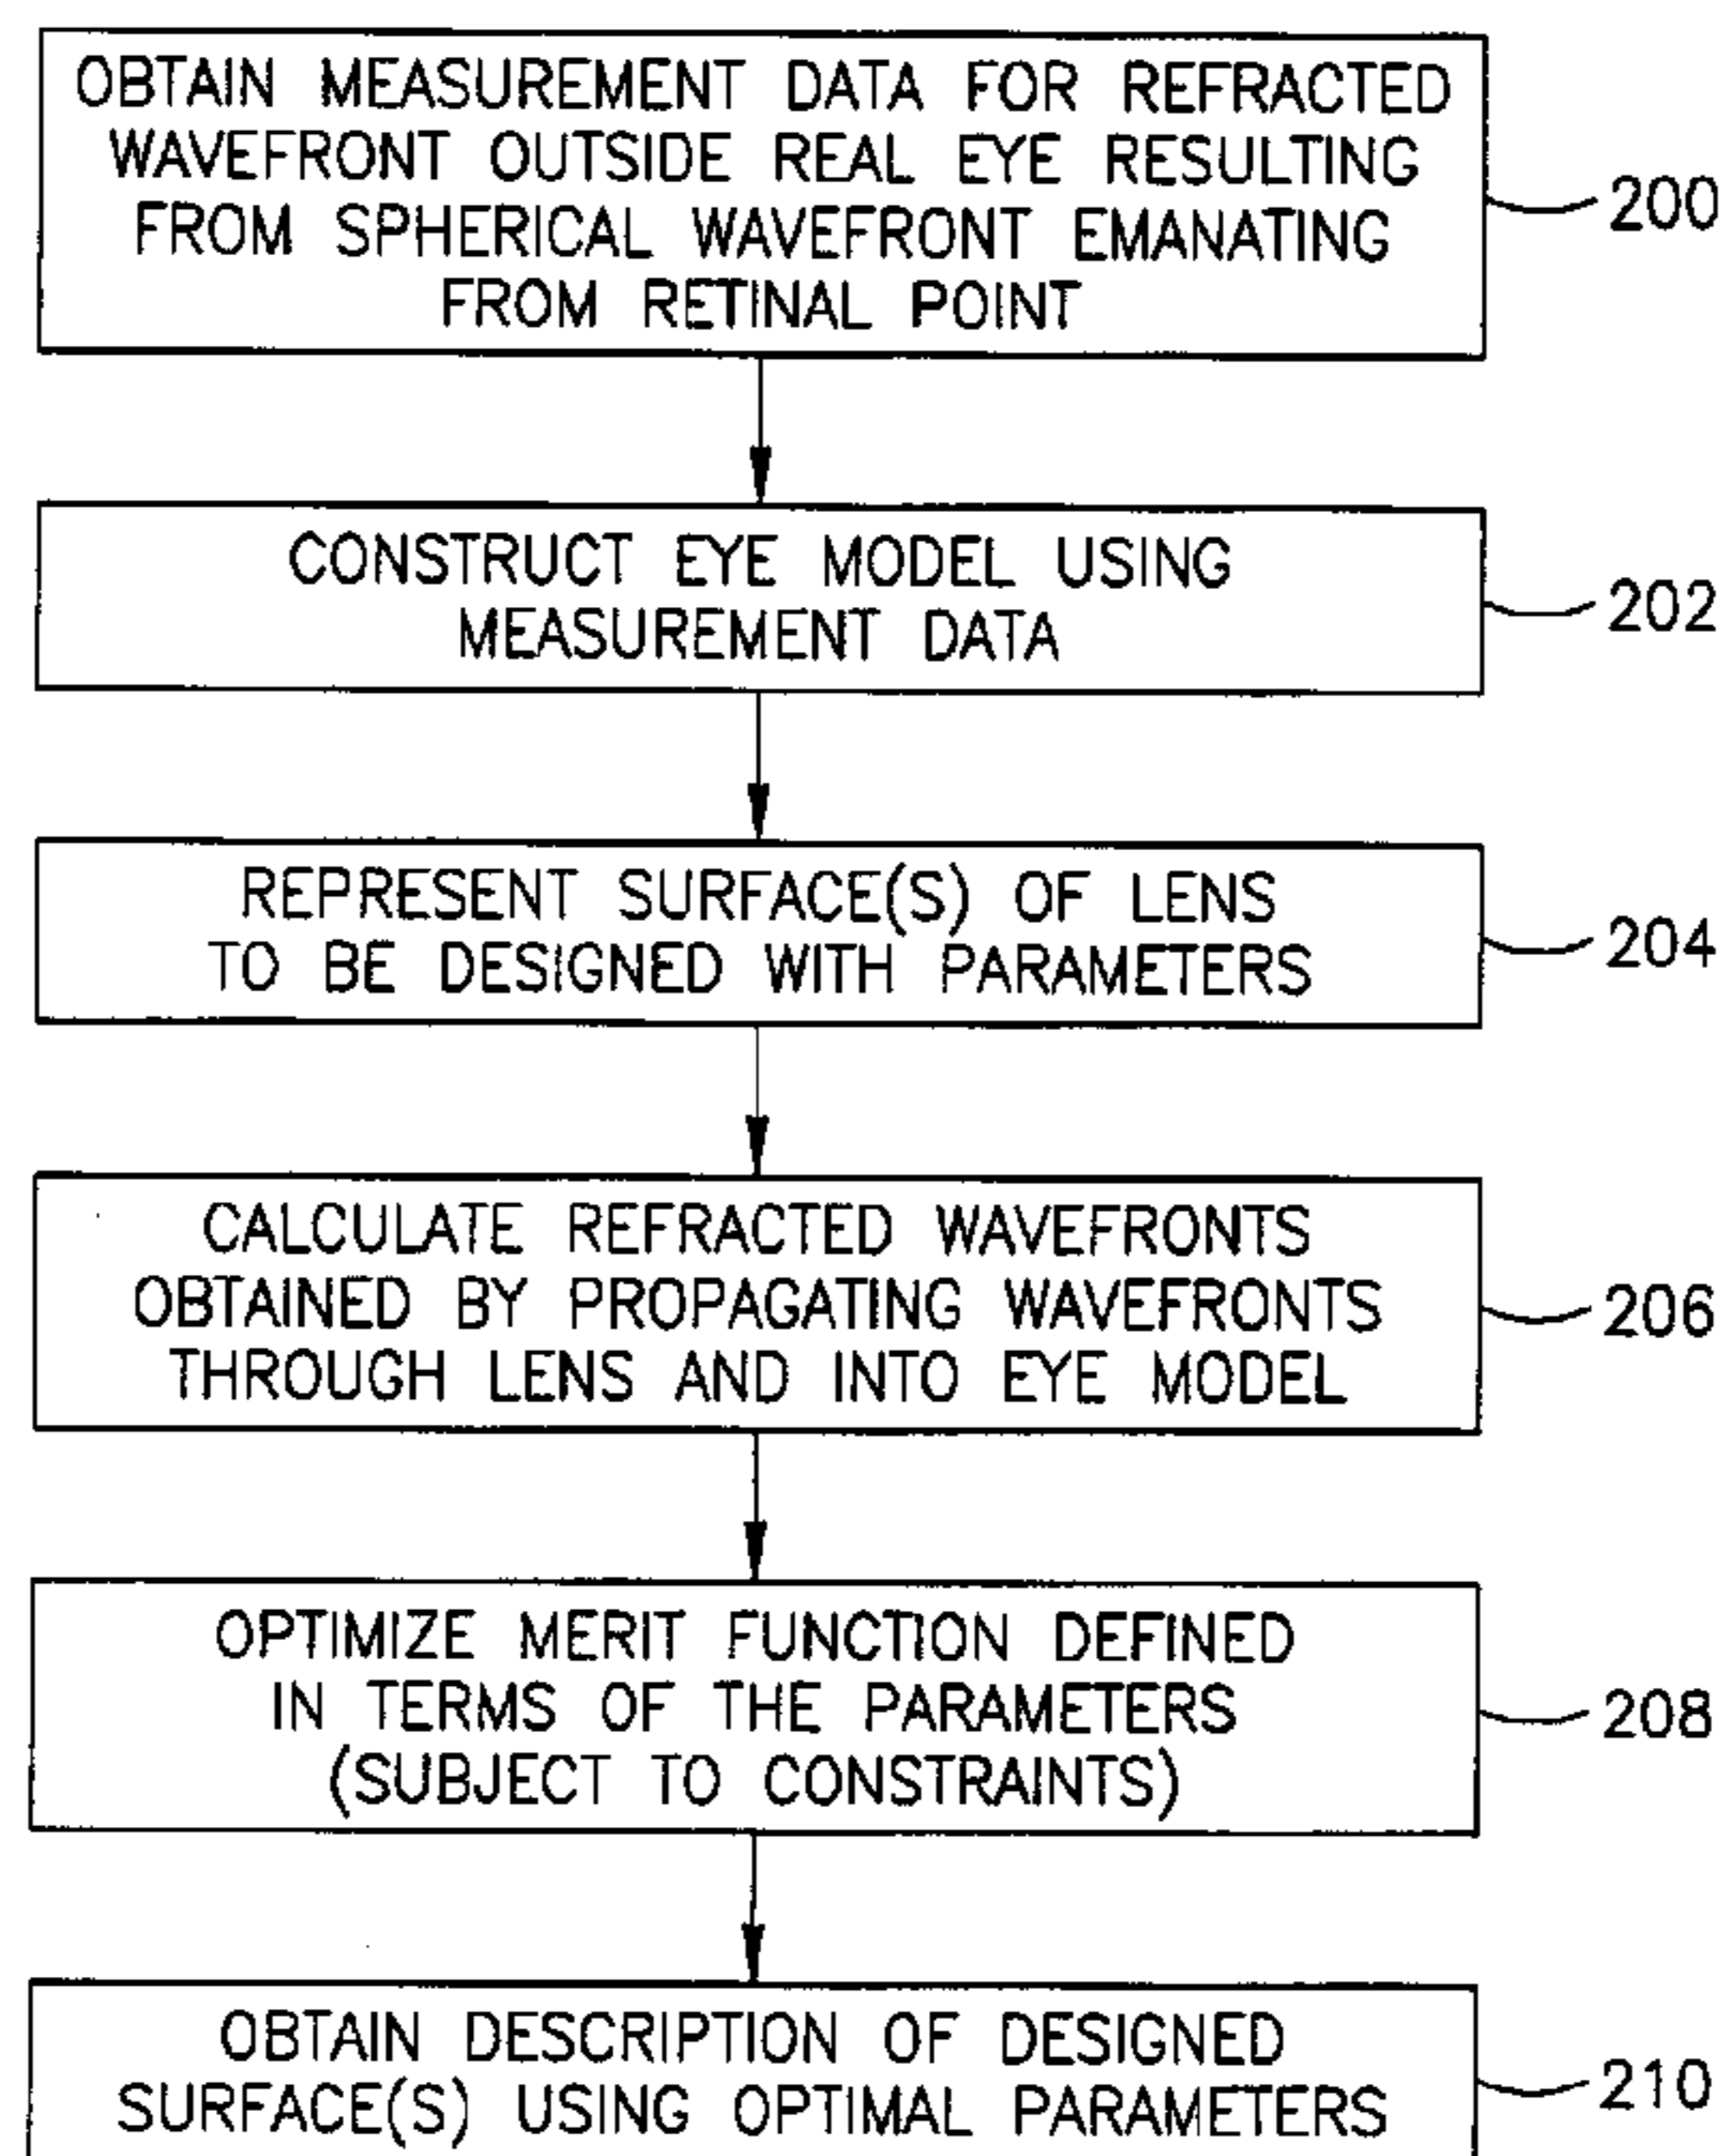 OBTAIN MEASUREMENT DATA FOR REFRACTED
WAVEFRONT OUTSIDE REAL EYE RESULTING
FROM SPHERICAL WAVEFRONT EMANATING
FROM RETINAL POINT
200
CONSTRUCT EYE MODEL USING
MEASUREMENT DATA
202
REPRESENT SURFACE(S) OF LENS
TO BE DESIGNED WITH PARAMETERS
204
CALCULATE REFRACTED WAVEFRONTS
OBTAINED BY PROPAGATING WAVEFRONTS
THROUGH LENS AND INTO EYE MODEL
206
OPTIMIZE MERIT FUNCTION DEFINED
IN TERMS OF THE PARAMETERS
(SUBJECT TO CONSTRAINTS)
208
OBTAIN DESCRIPTION OF DESIGNED
SURFACE(S) USING OPTIMAL PARAMETERS
210